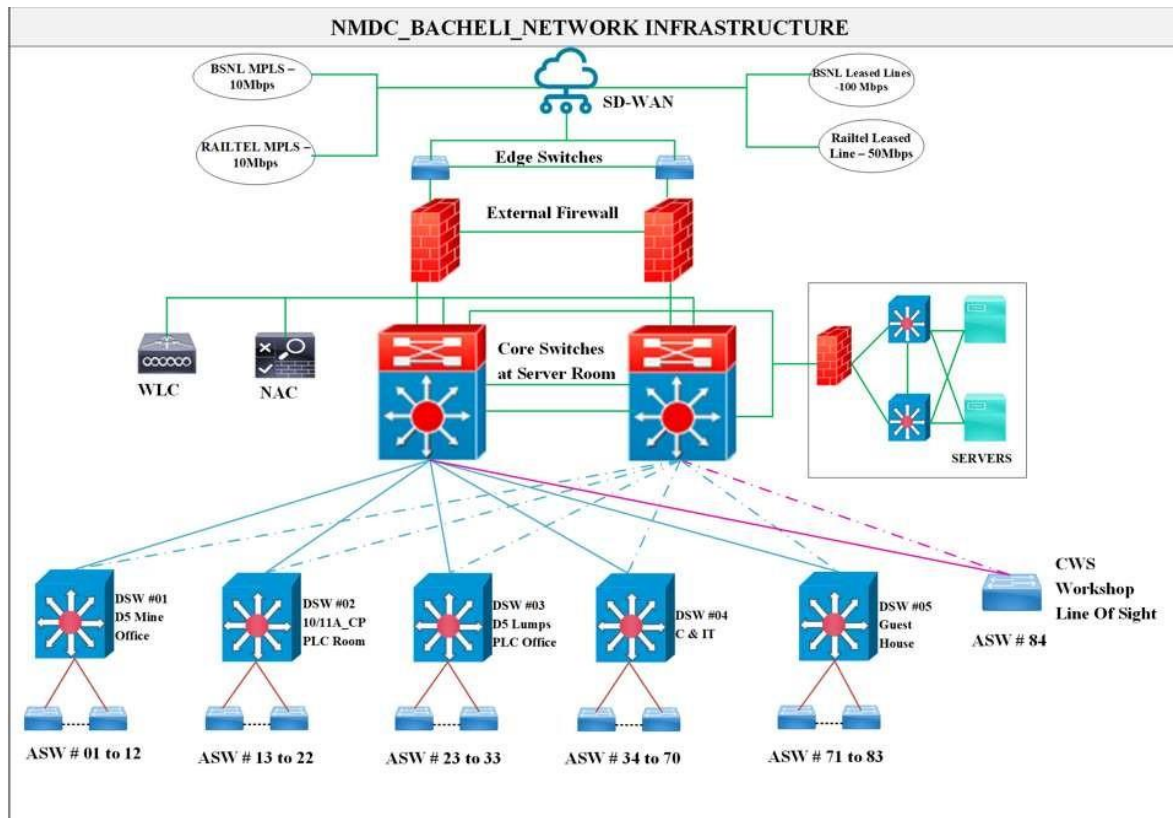 NMDC_BACHELI_NETWORK INFRASTRUCTURE
BSNL MPLS –
10Mbps
BSNL Leased Lines
-100 Mbps
SD-WAN
RAILTEL MPLS –
10Mbps
Railtel Leased
Line – 50Mbps
Edge Switches
External Firewall
Core Switches
at Server Room
WLC
NAC
SERVERS
DSW #01
D5 Mine
Office
DSW #02
10/11A_CP
PLC Room
DSW #03
D5 Lumps
PLC Office
DSW #04
C & IT
DSW #05
Guest
House
CWS
Workshop
Line Of Sight
ASW # 84
ASW # 01 to 12
ASW # 13 to 22
ASW # 23 to 33
ASW # 34 to 70
ASW # 71 to 83